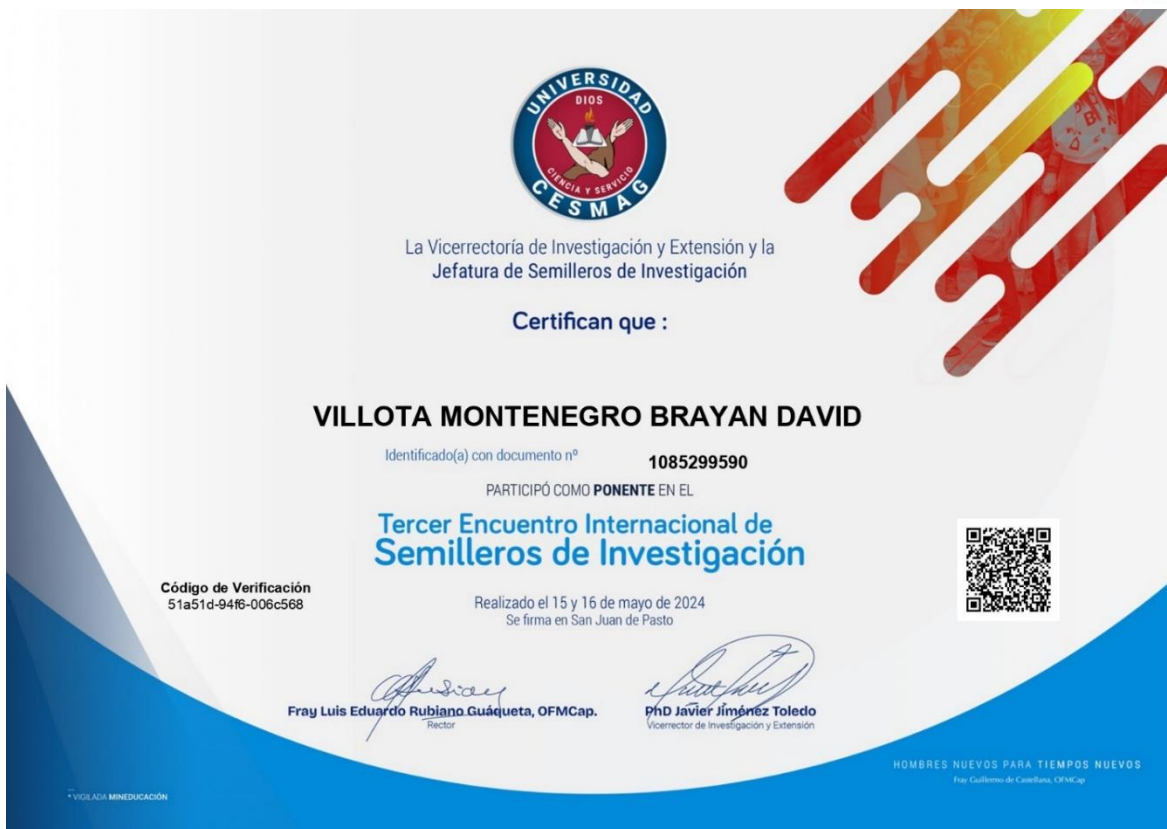 UNIVERSIDAD
DIOS
CIENCIA Y SERVICIO
CESMAG
La Vicerrectoría de Investigación y Extensión y la
Jefatura de Semilleros de Investigación
Certifican que :
VILLOTA MONTENEGRO BRAYAN DAVID
Identificado(a) con documento nº 1085299590
PARTICIPÓ COMO PONENTE EN EL
Tercer Encuentro Internacional de
Semilleros de Investigación
Código de Verificación
51a51d-94f6-006c568
Realizado el 15 y 16 de mayo de 2024
Se firma en San Juan de Pasto
Fray Luis Eduardo Rubiano Guáqueta, OFMCap.
Rector
PhD Javier Jiménez Toledo
Vicerrector de Investigación y Extensión
HOMBRES NUEVOS PARA TIEMPOS NUEVOS
Fray Guillermo de Castellana, OFMCap
* VIGILADA MINEDUCACIÓN